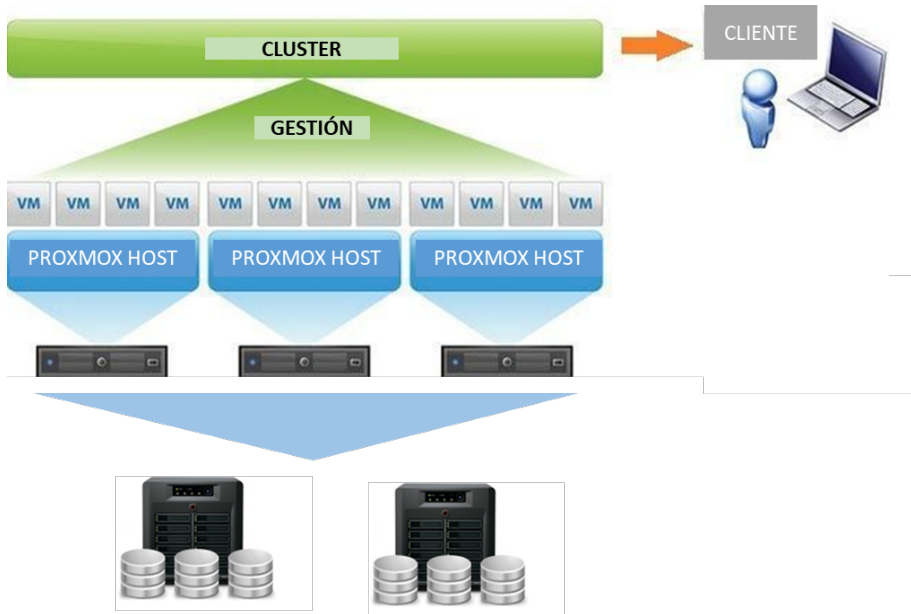 CLUSTER
CLIENTE
GESTIÓN
VM VM VM VM VM VM VM VM VM VM VM VM
PROXMOX HOST PROXMOX HOST PROXMOX HOST